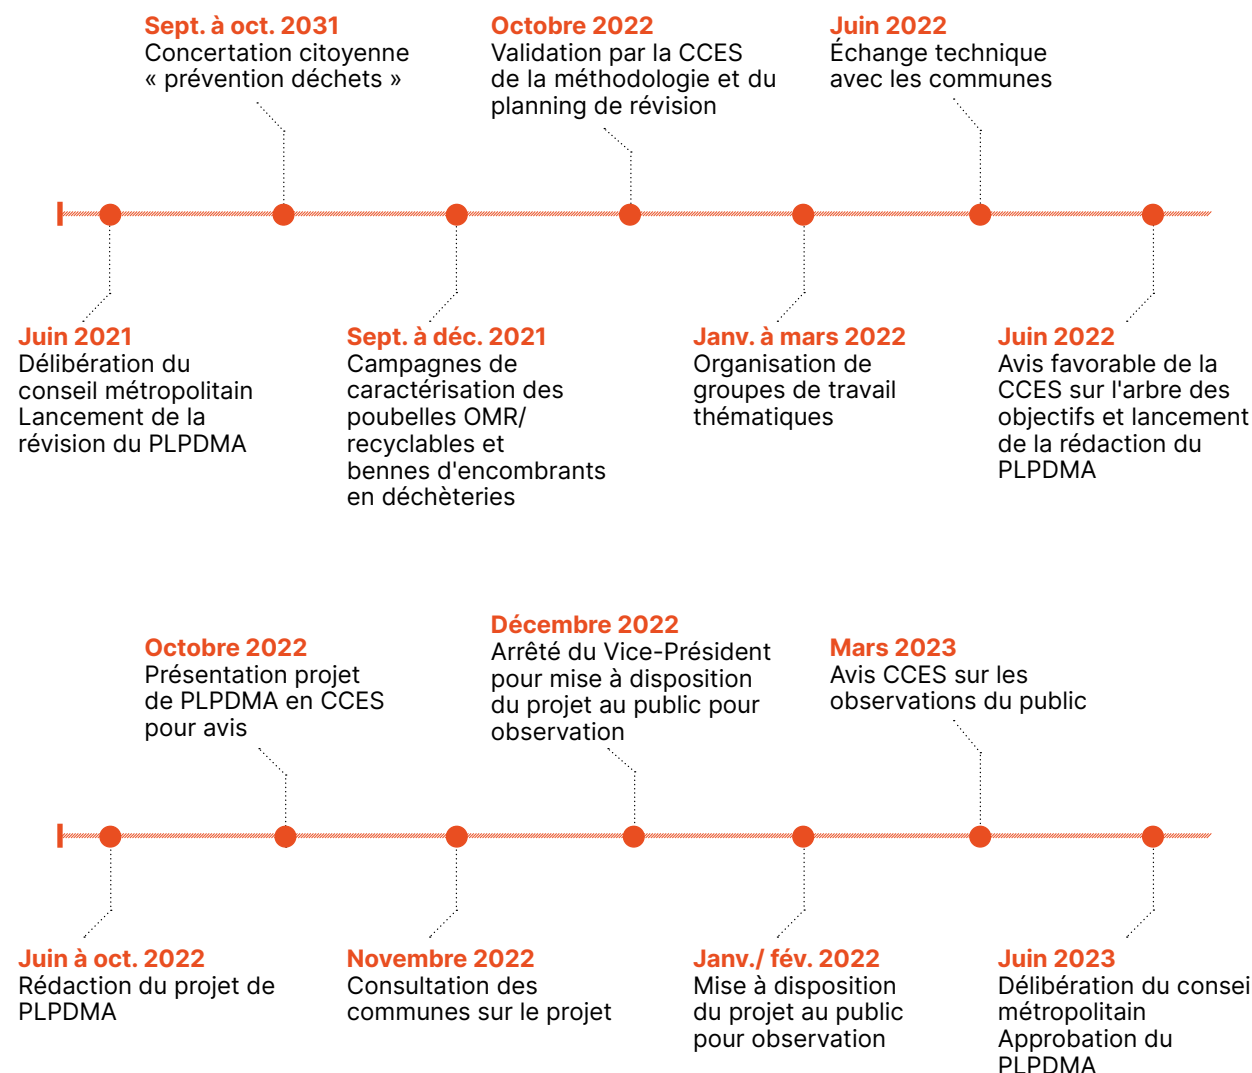 Sept. à oct. 2031
Concertation citoyenne
« prévention déchets »
Octobre 2022
Validation par la CCES
de la méthodologie et du
planning de révision
Juin 2022
Échange technique
avec les communes
Juin 2021
Délibération du
conseil métropolitain
Lancement de la
révision du PLPDMA
Sept. à déc. 2021
Campagnes de
caractérisation des
poubelles OMR/
recyclables et
bennes d'encombrants
en déchèteries
Janv. à mars 2022
Organisation de
groupes de travail
thématiques
Juin 2022
Avis favorable de la
CCES sur l'arbre des
objectifs et lancement
de la rédaction du
PLPDMA
Octobre 2022
Présentation projet
de PLPDMA en CCES
pour avis
Décembre 2022
Arrêté du Vice-Président
pour mise à disposition
du projet au public pour
observation
Mars 2023
Avis CCES sur les
observations du public
Juin à oct. 2022
Rédaction du projet de
PLPDMA
Novembre 2022
Consultation des
communes sur le projet
Janv./ fév. 2022
Mise à disposition
du projet au public
pour observation
Juin 2023
Délibération du consei
métropolitain
Approbation du
PLPDMA